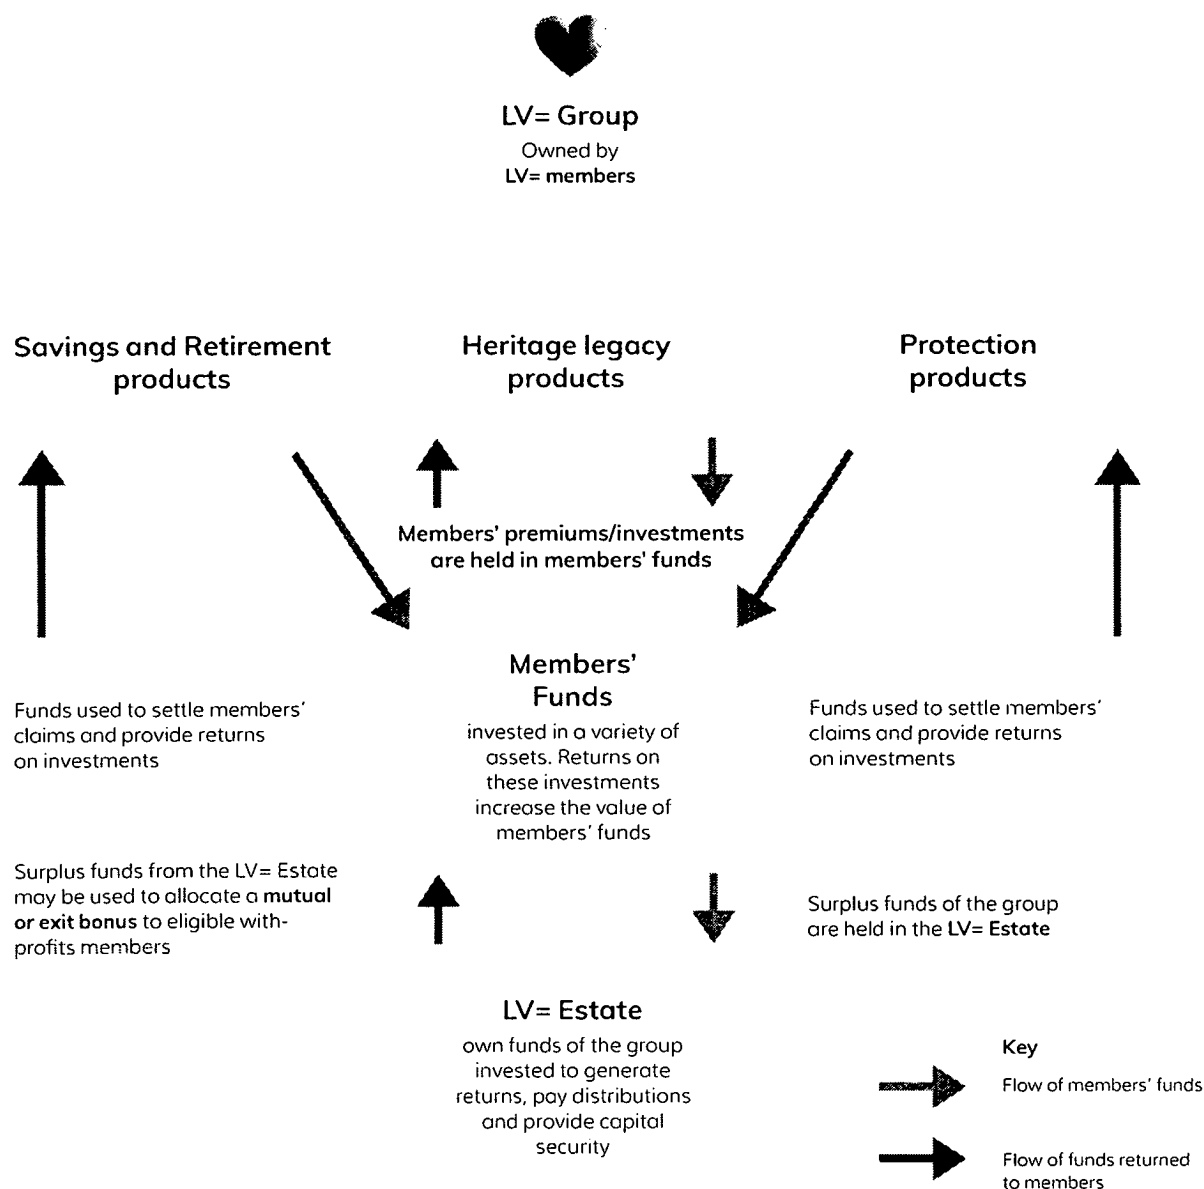 LV= Group
Owned by
LV= members
Savings and Retirement
products
Heritage legacy
products
Protection
products
Members' premiums/investments
are held in members' funds
Members'
Funds
invested in a variety of
assets. Returns on
these investments
increase the value of
members' funds
Funds used to settle members'
claims and provide returns
on investments
Funds used to settle members'
claims and provide returns
on investments
Surplus funds from the LV= Estate
may be used to allocate a mutual
or exit bonus to eligible with-
profits members
Surplus funds of the group
are held in the LV= Estate
LV= Estate
own funds of the group
invested to generate
returns, pay distributions
and provide capital
security
Key
Flow of members' funds
Flow of funds returned
to members